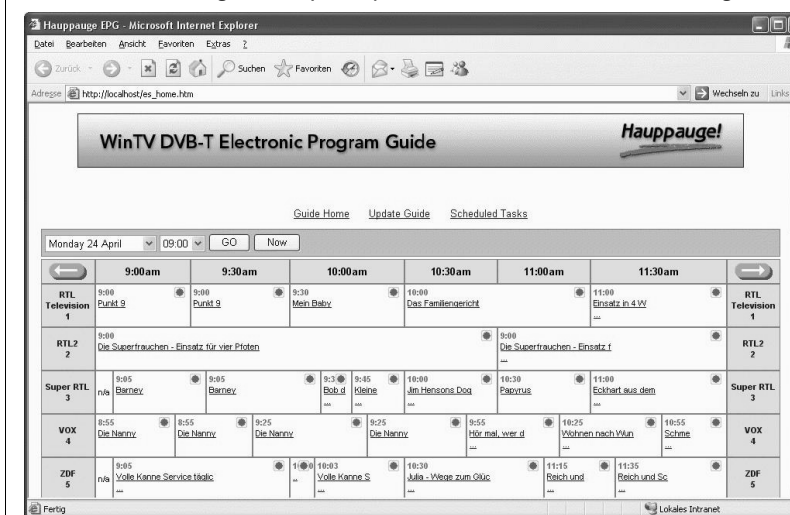 Hauppauge EPG - Microsoft Internet Explorer
Datei Bearbeiten Ansicht Favoriten Extras ?
Zurück Suchen Favoriten
Adresse http://localhost/es_home.htm Wechseln zu Links
WinTV DVB-T Electronic Program Guide Hauppauge!
Guide Home Update Guide Scheduled Tasks
Monday 24 April 09:00 GO Now
9:00am 9:30am 10:00am 10:30am 11:00am 11:30am
RTL Television 1
9:00 Punkt 9
9:00 Punkt 9
9:30 Mein Baby
10:00 Das Familiengericht
11:00 Einsatz in 4 W ...
RTL Television 1
RTL2 2
9:00 Die Superfrauchen - Einsatz für vier Pfoten
9:00 Die Superfrauchen - Einsatz f ...
RTL2 2
Super RTL 3
n/a
9:05 Barney
9:05 Barney
9:3 Bob d ...
9:45 Kleine ...
10:00 Jim Hensons Dog ...
10:30 Papyrus ...
11:00 Eckhart aus dem ...
Super RTL 3
VOX 4
8:55 Die Nanny
8:55 Die Nanny
9:25 Die Nanny
9:25 Die Nanny
9:55 Hör mal, wer d ...
10:25 Wohnen nach Wun ...
10:55 Schme ...
VOX 4
ZDF 5
n/a
9:05 Volle Kanne Service täglic ...
10:03 Volle Kanne S ...
10:30 Julia - Wege zum Glüc ...
11:15 Reich und ...
11:35 Reich und Sc ...
ZDF 5
Fertig Lokales Intranet